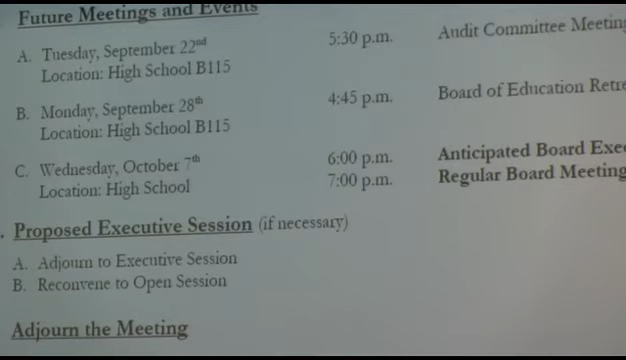 Future Meetings and Events
A. Tuesday, September 22nd 5:30 p.m. Audit Committee Meeting
Location: High School B115
B. Monday, September 28th 4:45 p.m. Board of Education Retre
Location: High School B115
C. Wednesday, October 7th 6:00 p.m. Anticipated Board Exec
Location: High School 7:00 p.m. Regular Board Meeting
. Proposed Executive Session (if necessary)
A. Adjourn to Executive Session
B. Reconvene to Open Session
Adjourn the Meeting